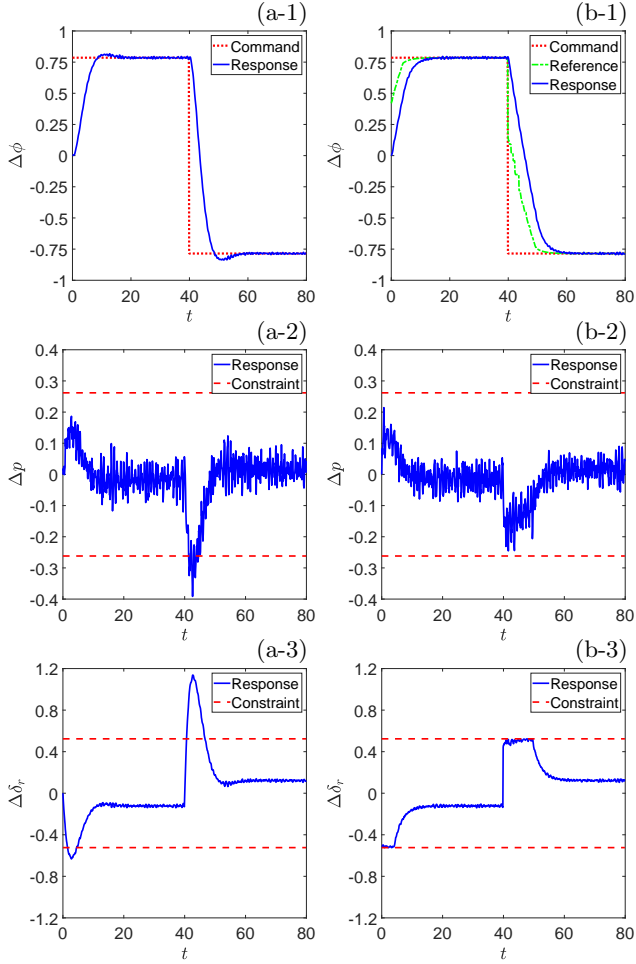 (a-1)
1
0.75
0.5
0.25
0
-0.25
-0.5
-0.75
-1
Δϕ
0
20
40
60
80
t
Command
Response
(b-1)
1
0.75
0.5
0.25
0
-0.25
-0.5
-0.75
-1
Δϕ
0
20
40
60
80
t
Command
Reference
Response
(a-2)
0.4
0.3
0.2
0.1
0
-0.1
-0.2
-0.3
-0.4
Δp
0
20
40
60
80
t
Response
Constraint
(b-2)
0.4
0.3
0.2
0.1
0
-0.1
-0.2
-0.3
-0.4
Δp
0
20
40
60
80
t
Response
Constraint
(a-3)
1.2
0.8
0.4
0
-0.4
-0.8
-1.2
Δδr
0
20
40
60
80
t
Response
Constraint
(b-3)
1.2
0.8
0.4
0
-0.4
-0.8
-1.2
Δδr
0
20
40
60
80
t
Response
Constraint